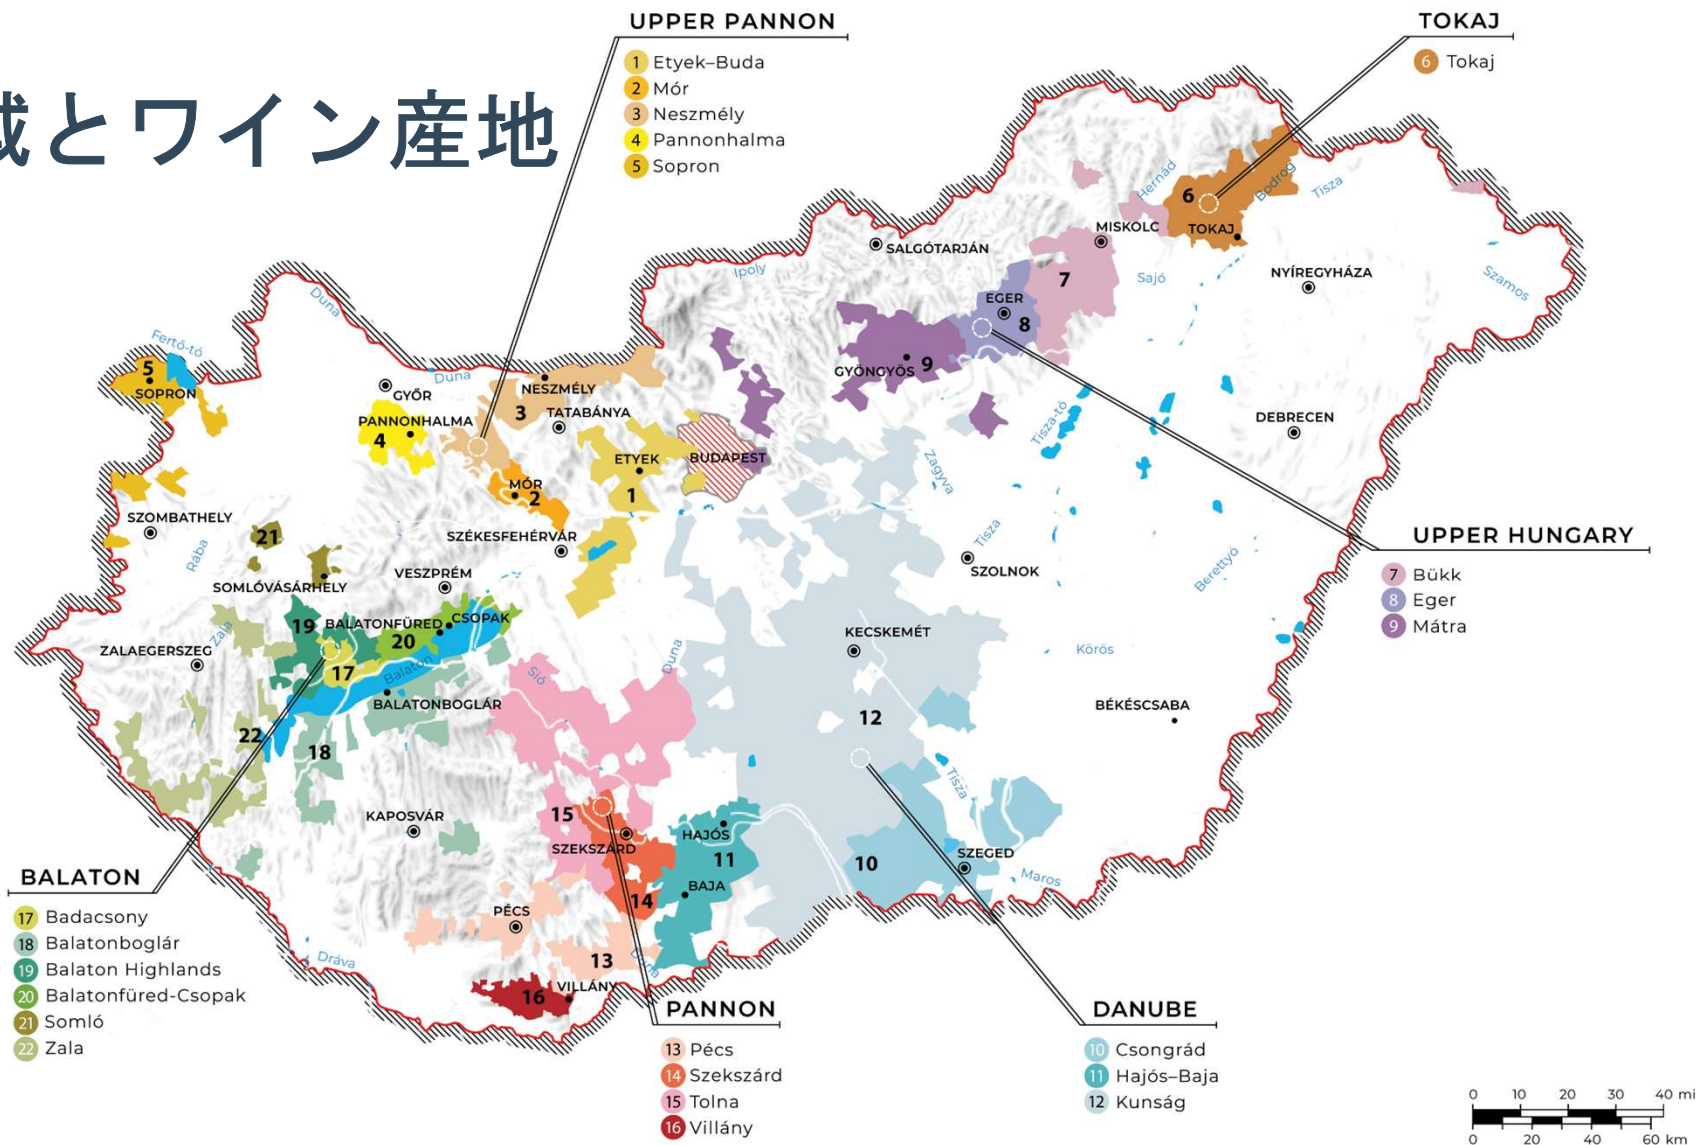 域とワイン産地
UPPER PANNON
1 Etyek–Buda
2 Mór
3 Neszmély
4 Pannonhalma
5 Sopron
TOKAJ
6 Tokaj
UPPER HUNGARY
7 Bükk
8 Eger
9 Mátra
BALATON
17 Badacsony
18 Balatonboglár
19 Balaton Highlands
20 Balatonfüred-Csopak
21 Somló
22 Zala
PANNON
13 Pécs
14 Szekszárd
15 Tolna
16 Villány
DANUBE
10 Csongrád
11 Hajós–Baja
12 Kunság
Hernád
Bodrog
Tisza
6
TOKAJ
MISKOLC
SALGÓTARJÁN
Ipoly
Sajó
NYÍREGYHÁZA
Szamos
7
EGER
8
Duna
Fertő-tó
5
SOPRON
GYŐR
Duna
NESZMÉLY
3
TATABÁNYA
PANNONHALMA
4
GYÖNGYÖS
9
Tisza-tó
DEBRECEN
ETYEK
1
BUDAPEST
MÓR
2
Zagyva
SZOMBATHELY
Rába
21
SOMLÓVÁSÁRHELY
SZÉKESFEHÉRVÁR
VESZPRÉM
Tisza
SZOLNOK
Berettyó
19
BALATONFÜRED
CSOPAK
20
17
Balaton
BALATONBOGLÁR
Zala
ZALAEGERSZEG
22
18
Sió
Duna
KECSKEMÉT
Körös
12
BÉKÉSCSABA
KAPOSVÁR
15
SZEKSZÁRD
HAJÓS
11
BAJA
14
Tisza
10
SZEGED
Maros
PÉCS
13
Duna
Dráva
16
VILLÁNY
0 10 20 30 40 mi
0 20 40 60 km